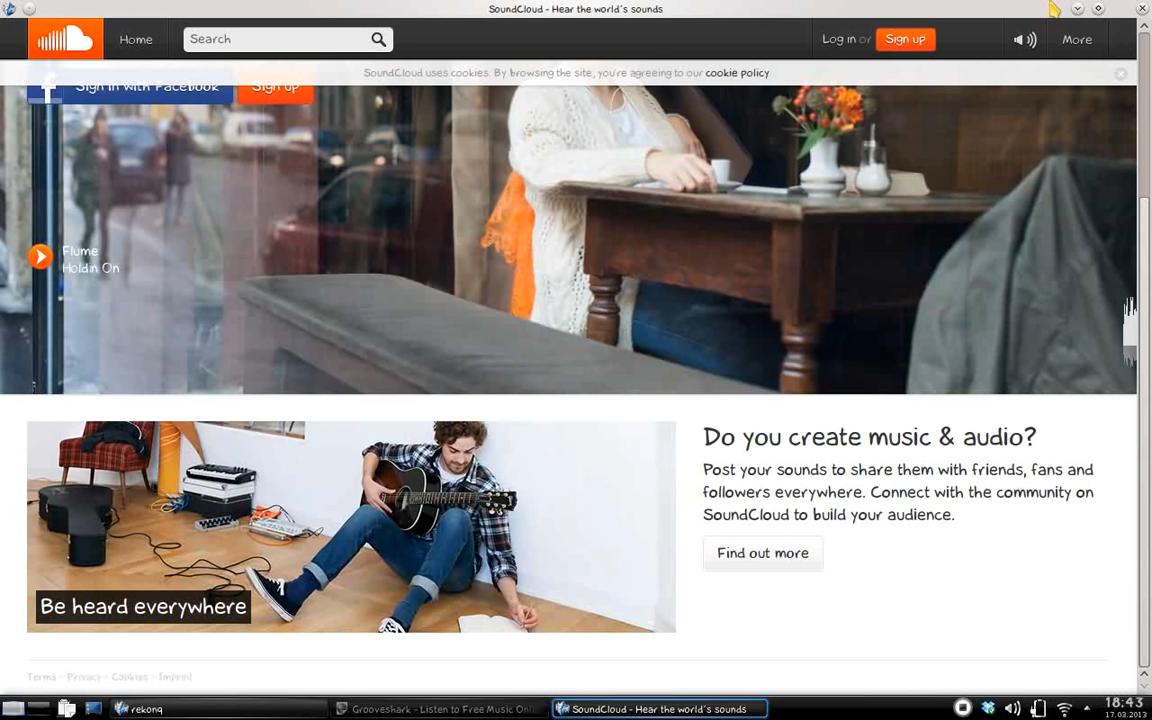 SoundCloud - Hear the world's sounds
Home
Search
Log in or Sign up
More
SoundCloud uses cookies. By browsing the site, you're agreeing to our cookie policy
Sign in with Facebook
Sign up
Flume
Holdin On
Do you create music & audio?
Post your sounds to share them with friends, fans and
followers everywhere. Connect with the community on
SoundCloud to build your audience.
Find out more
Be heard everywhere
Terms - Privacy - Cookies - Imprint
rekonq
Grooveshark - Listen to Free Music Onli
SoundCloud - Hear the world's sounds
18:43
17.03.2013